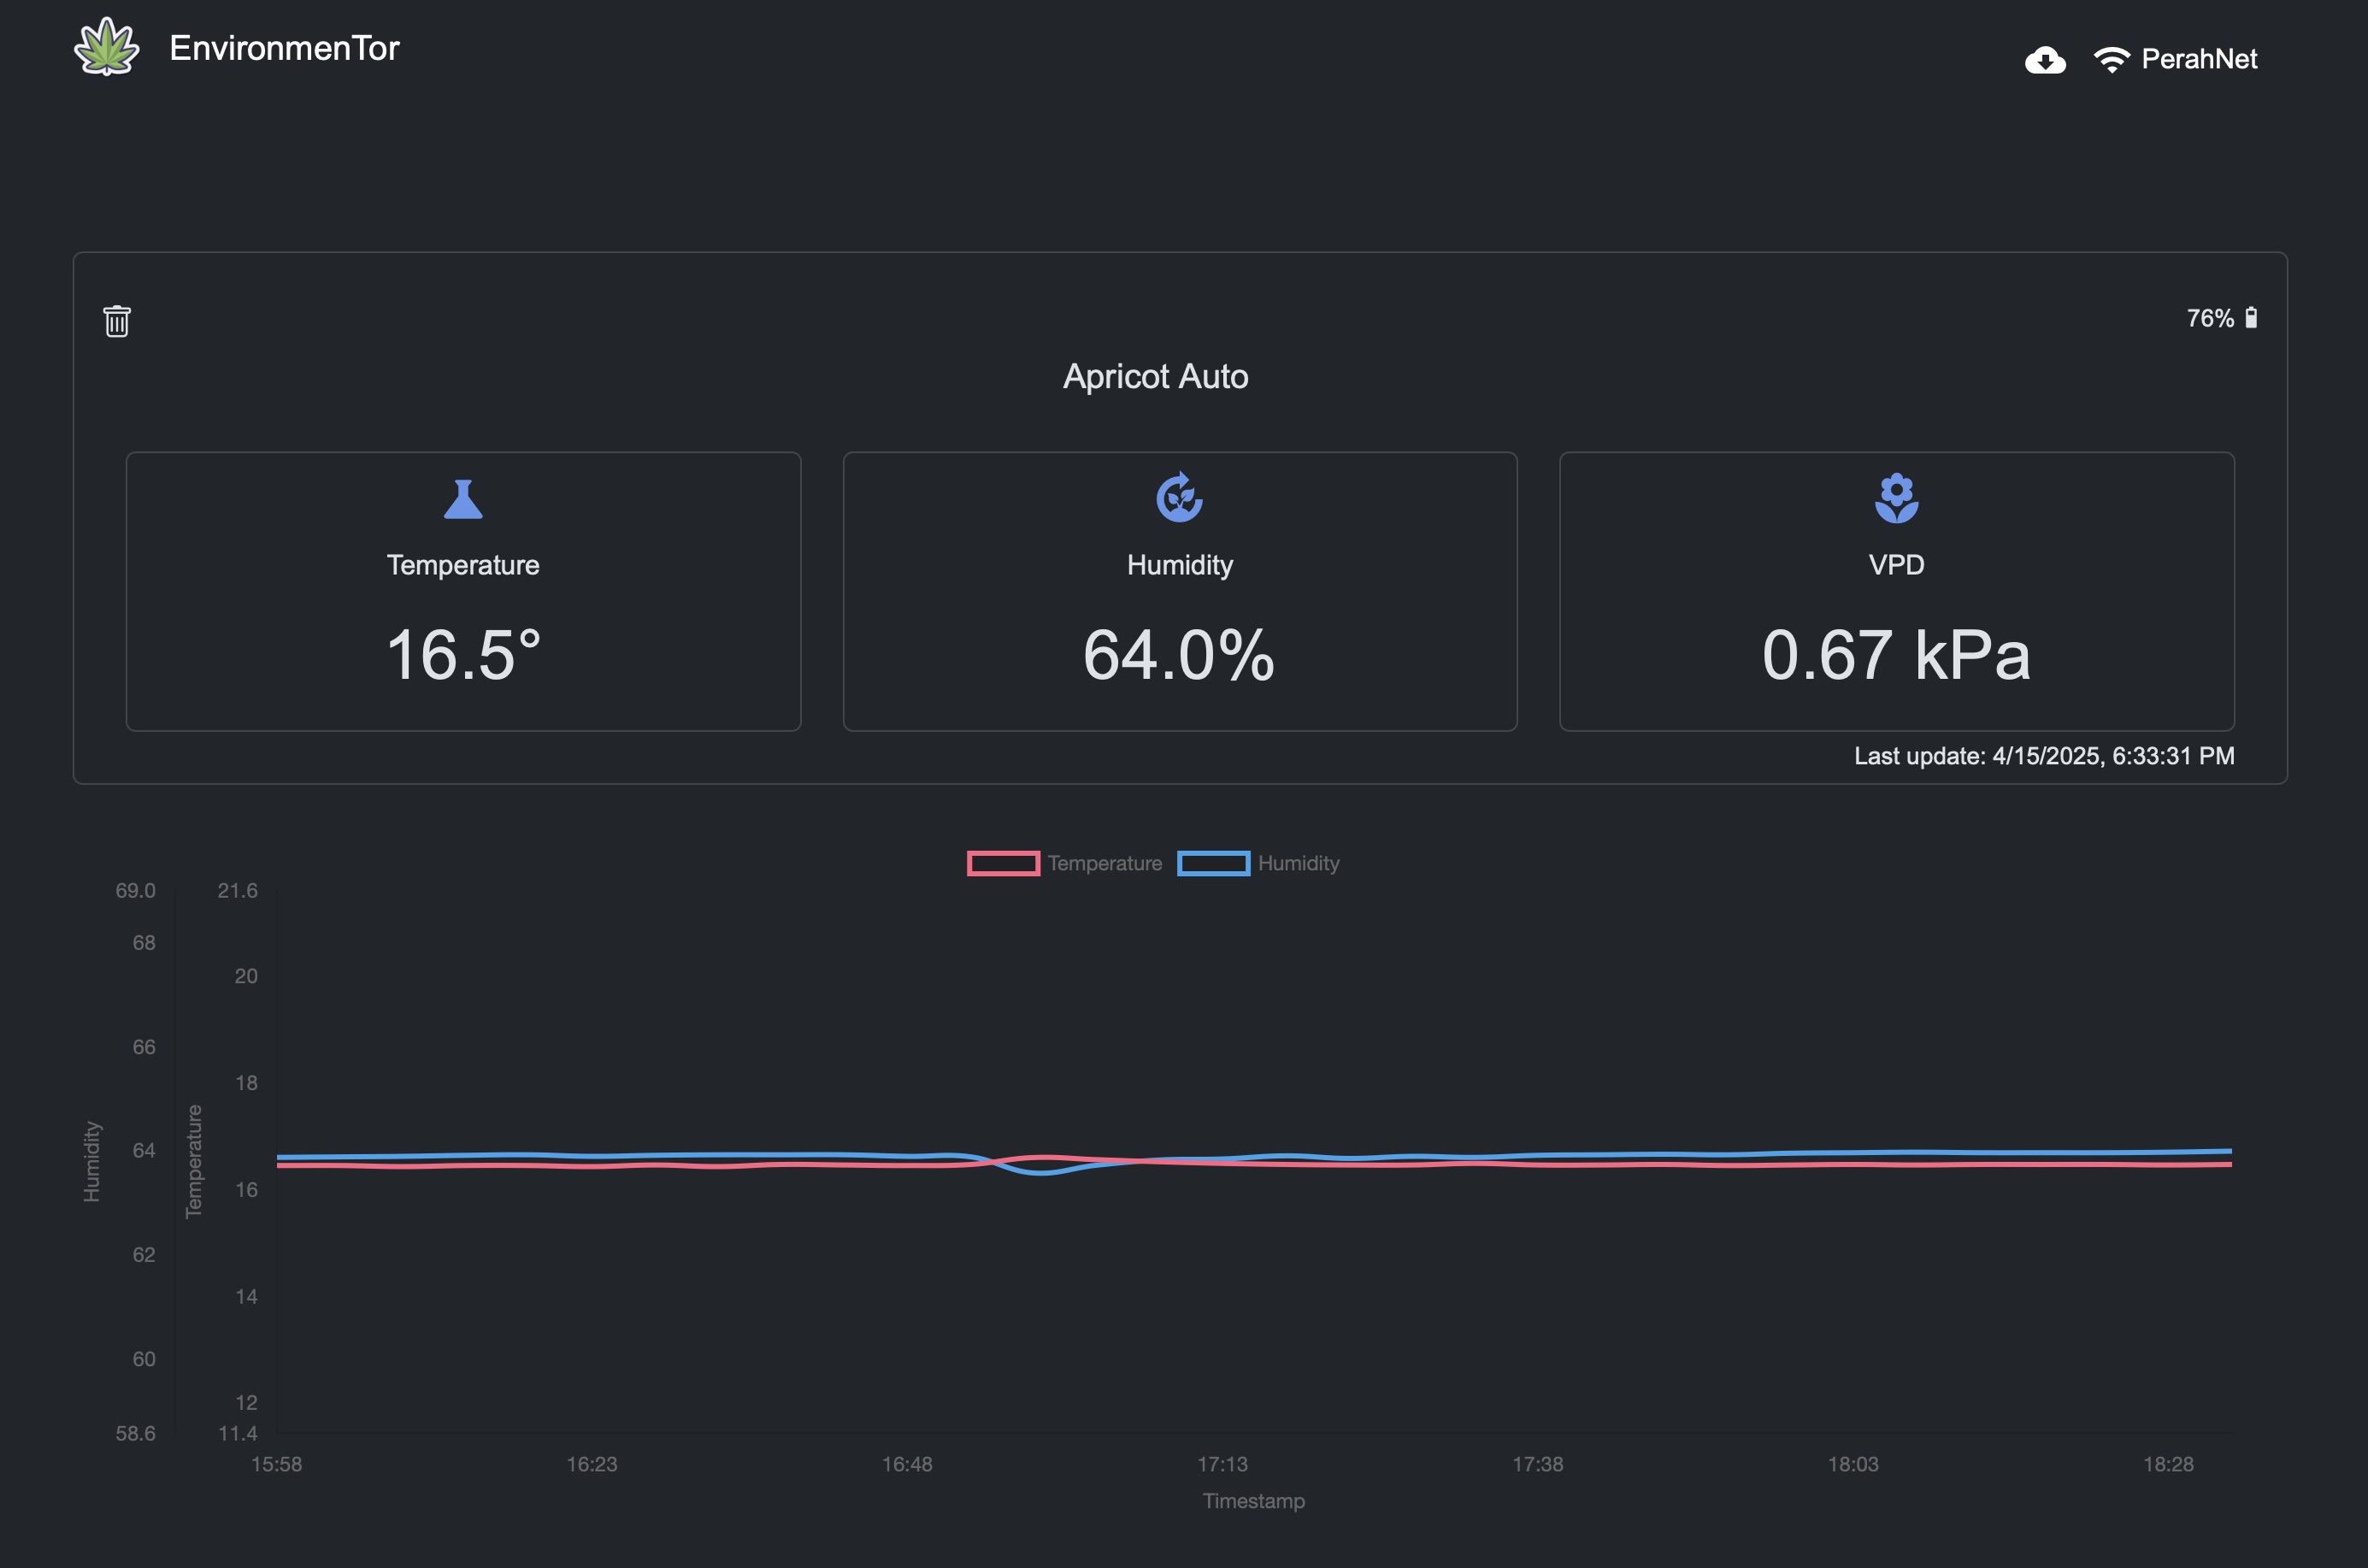 EnvironmenTor
PerahNet
76%
Apricot Auto
Temperature
Humidity
VPD
16.5°
64.0%
0.67 kPa
Last update: 4/15/2025, 6:33:31 PM
Temperature
Humidity
69.0
68
66
64
62
60
58.6
Humidity
21.6
20
18
16
14
12
11.4
Temperature
15:58
16:23
16:48
17:13
17:38
18:03
18:28
Timestamp